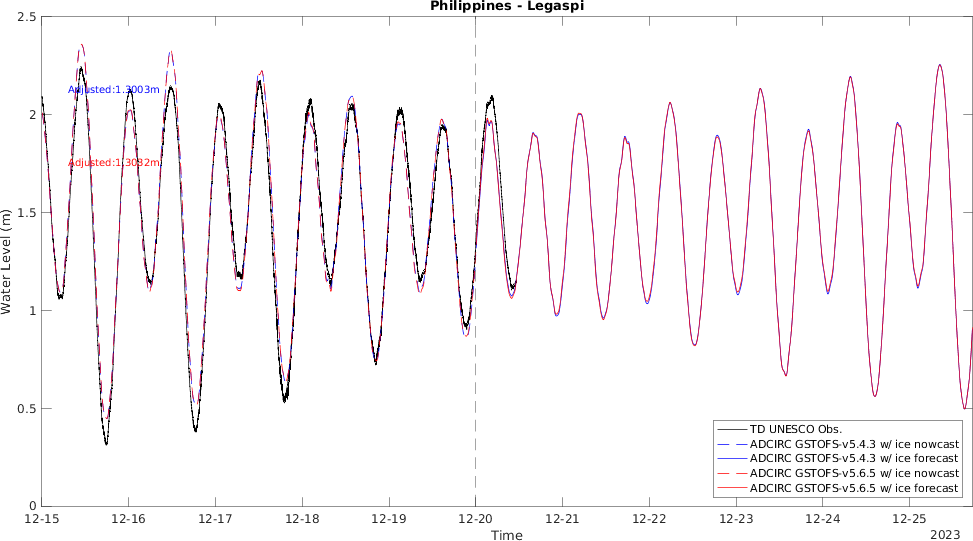 Philippines - Legaspi
2.5
2
1.5
1
0.5
0
Water Level (m)
Adjusted:1.3003m
Adjusted:1.3082m
TD UNESCO Obs.
ADCIRC GSTOFS-v5.4.3 w/ ice nowcast
ADCIRC GSTOFS-v5.4.3 w/ ice forecast
ADCIRC GSTOFS-v5.6.5 w/ ice nowcast
ADCIRC GSTOFS-v5.6.5 w/ ice forecast
12-15 12-16 12-17 12-18 12-19 12-20 12-21 12-22 12-23 12-24 12-25
Time
2023